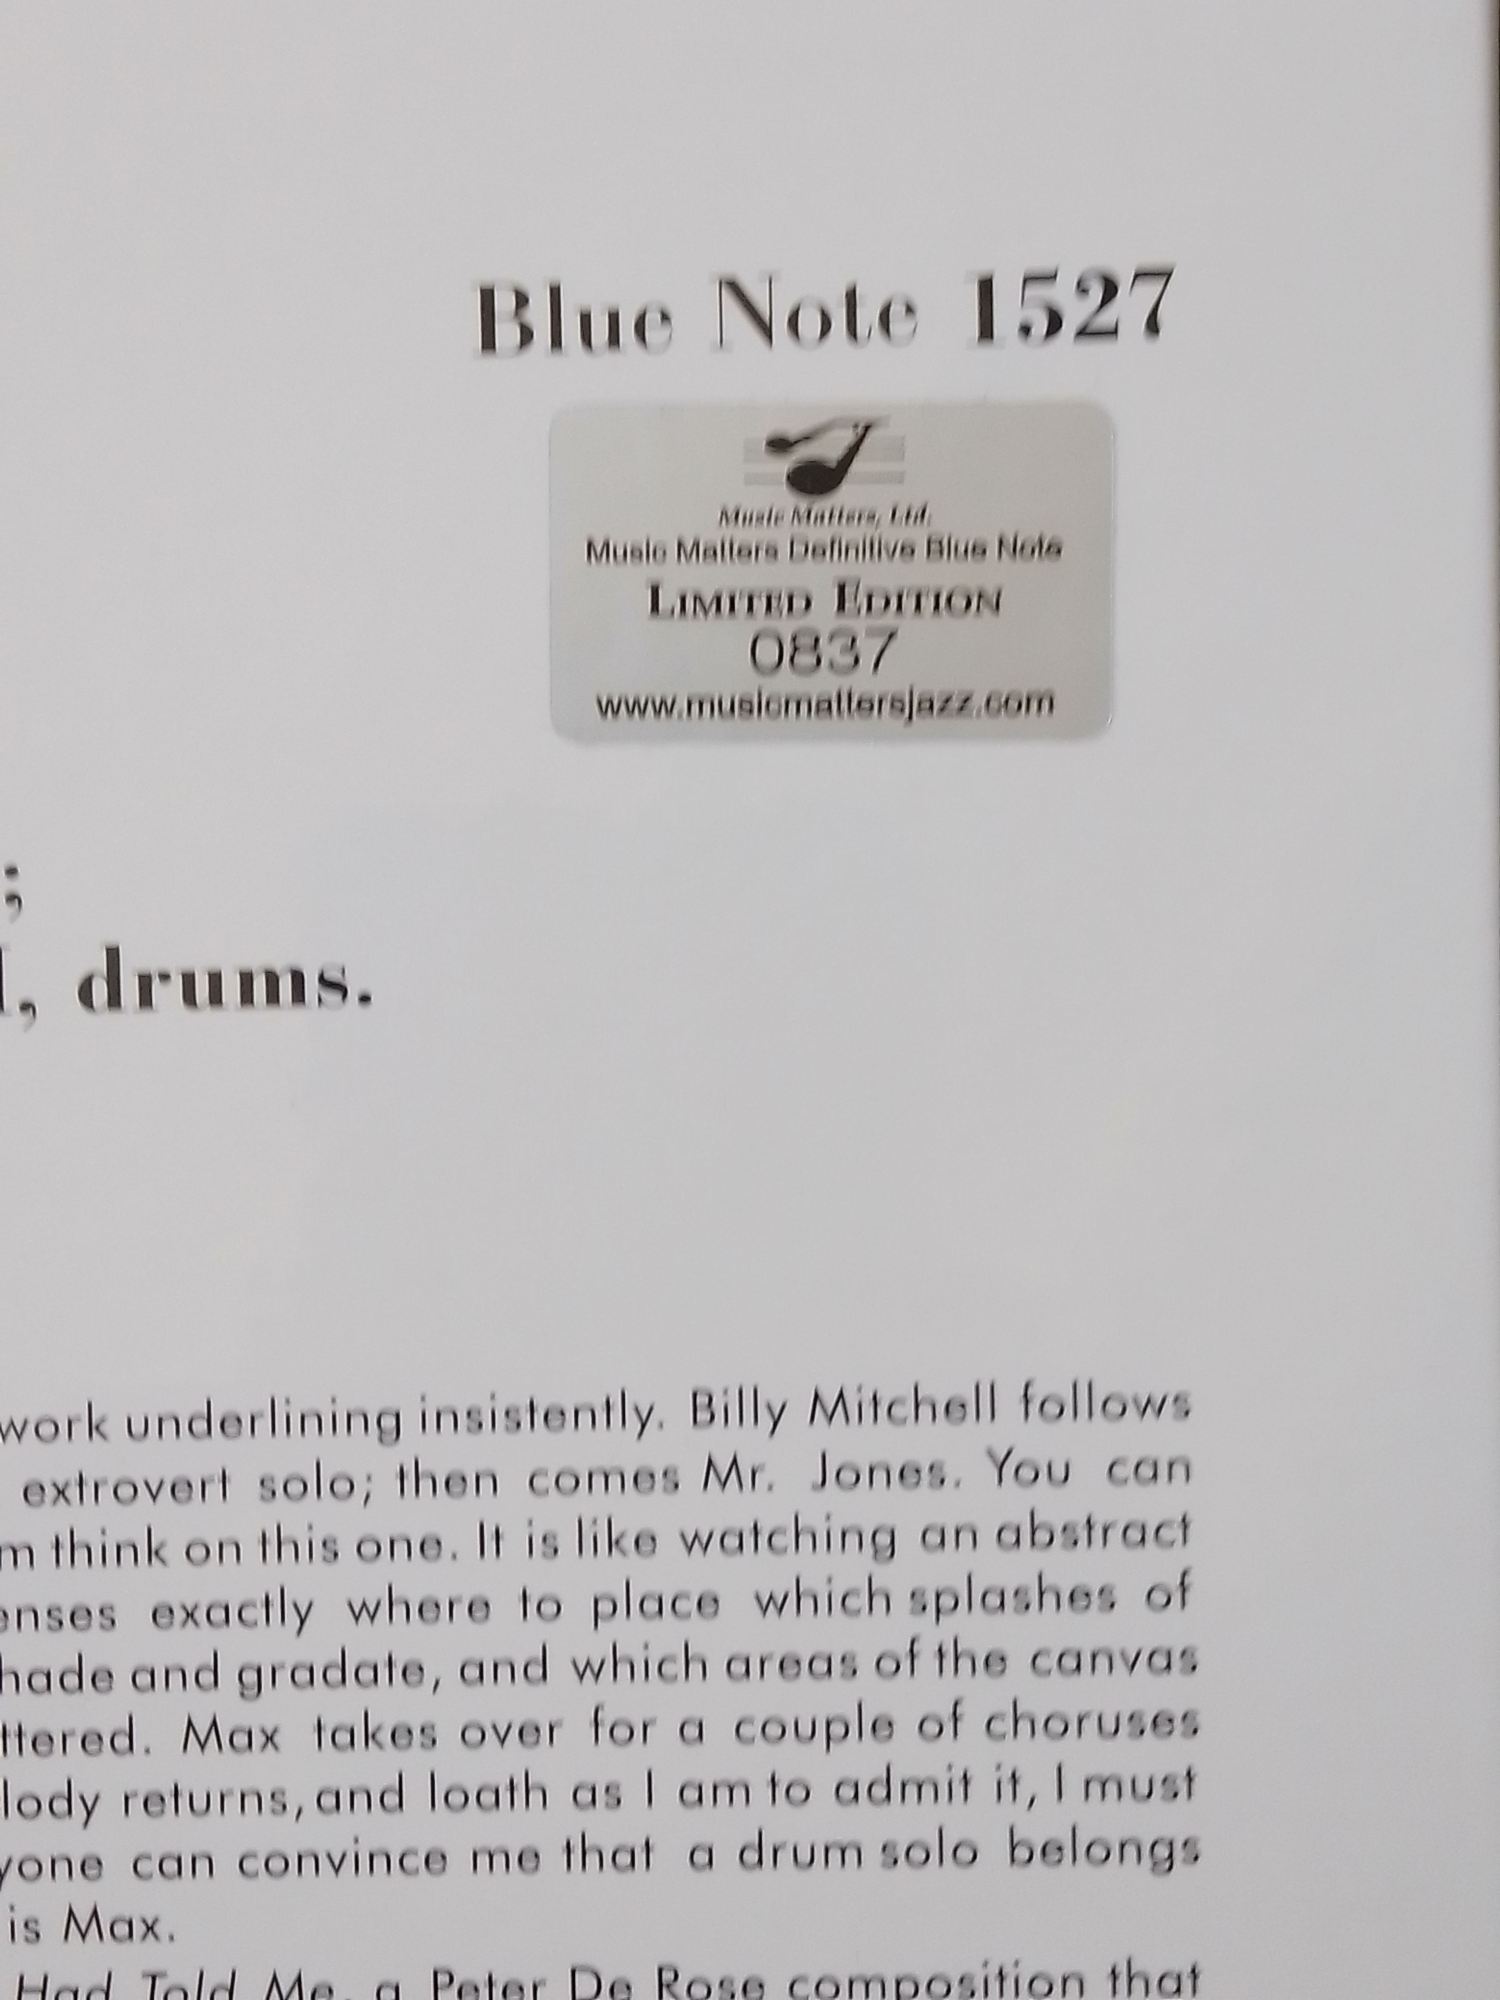 Blue Note 1527
Music Matters, Ltd.
Music Matters Definitive Blue Note
LIMITED EDITION
0837
www.musicmattersjazz.com
;
, drums.
work underlining insistently. Billy Mitchell follows
extrovert solo; then comes Mr. Jones. You can
m think on this one. It is like watching an abstract
enses exactly where to place which splashes of
hade and gradate, and which areas of the canvas
ttered. Max takes over for a couple of choruses
lody returns, and loath as I am to admit it, I must
yone can convince me that a drum solo belongs
is Max.
Had Told Me, a Peter De Rose composition that